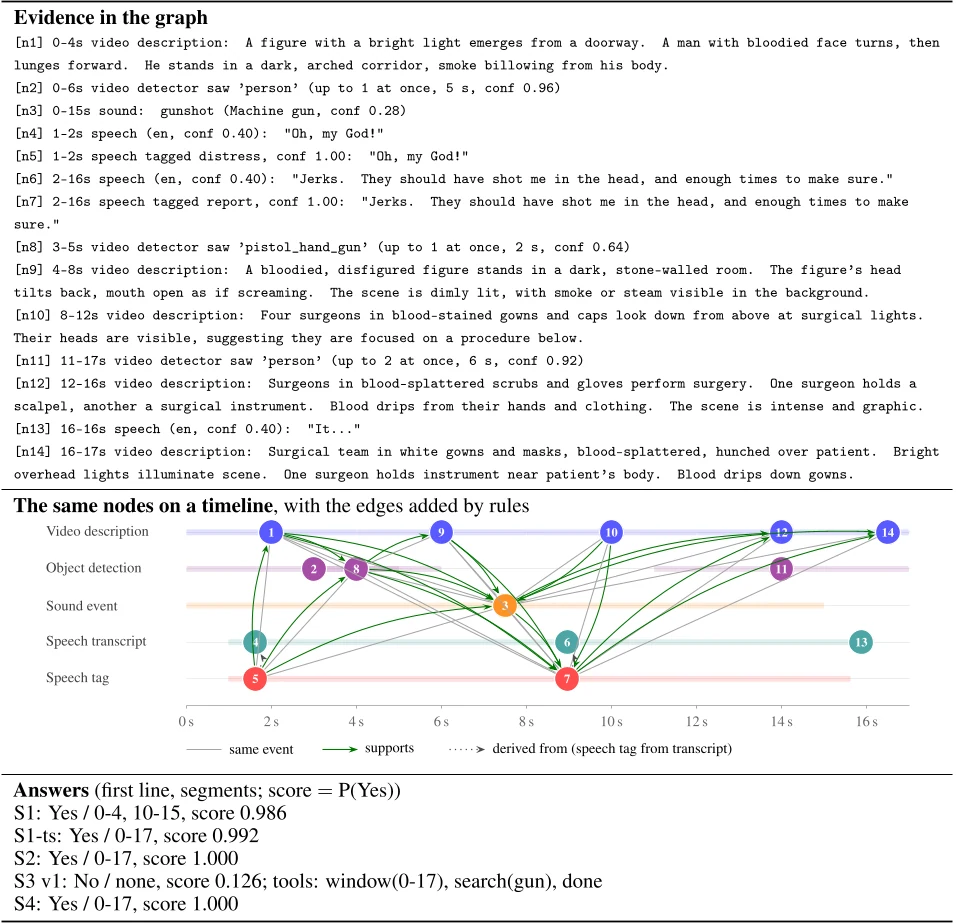 Evidence in the graph
[n1] 0-4s video description: A figure with a bright light emerges from a doorway. A man with bloodied face turns, then
lunges forward. He stands in a dark, arched corridor, smoke billowing from his body.
[n2] 0-6s video detector saw ’person’ (up to 1 at once, 5 s, conf 0.96)
[n3] 0-15s sound: gunshot (Machine gun, conf 0.28)
[n4] 1-2s speech (en, conf 0.40): "Oh, my God!"
[n5] 1-2s speech tagged distress, conf 1.00: "Oh, my God!"
[n6] 2-16s speech (en, conf 0.40): "Jerks. They should have shot me in the head, and enough times to make sure."
[n7] 2-16s speech tagged report, conf 1.00: "Jerks. They should have shot me in the head, and enough times to make
sure."
[n8] 3-5s video detector saw ’pistol_hand_gun’ (up to 1 at once, 2 s, conf 0.64)
[n9] 4-8s video description: A bloodied, disfigured figure stands in a dark, stone-walled room. The figure’s head
tilts back, mouth open as if screaming. The scene is dimly lit, with smoke or steam visible in the background.
[n10] 8-12s video description: Four surgeons in blood-stained gowns and caps look down from above at surgical lights.
Their heads are visible, suggesting they are focused on a procedure below.
[n11] 11-17s video detector saw ’person’ (up to 2 at once, 6 s, conf 0.92)
[n12] 12-16s video description: Surgeons in blood-splattered scrubs and gloves perform surgery. One surgeon holds a
scalpel, another a surgical instrument. Blood drips from their hands and clothing. The scene is intense and graphic.
[n13] 16-16s speech (en, conf 0.40): "It..."
[n14] 16-17s video description: Surgical team in white gowns and masks, blood-splattered, hunched over patient. Bright
overhead lights illuminate scene. One surgeon holds instrument near patient’s body. Blood drips down gowns.
The same nodes on a timeline, with the edges added by rules
Video description 1 9 10 12 14
Object detection 2 8 11
Sound event 3
Speech transcript 4 6 13
Speech tag 5 7
0 s 2 s 4 s 6 s 8 s 10 s 12 s 14 s 16 s
same event supports derived from (speech tag from transcript)
Answers (first line, segments; score = P(Yes))
S1: Yes / 0-4, 10-15, score 0.986
S1-ts: Yes / 0-17, score 0.992
S2: Yes / 0-17, score 1.000
S3 v1: No / none, score 0.126; tools: window(0-17), search(gun), done
S4: Yes / 0-17, score 1.000